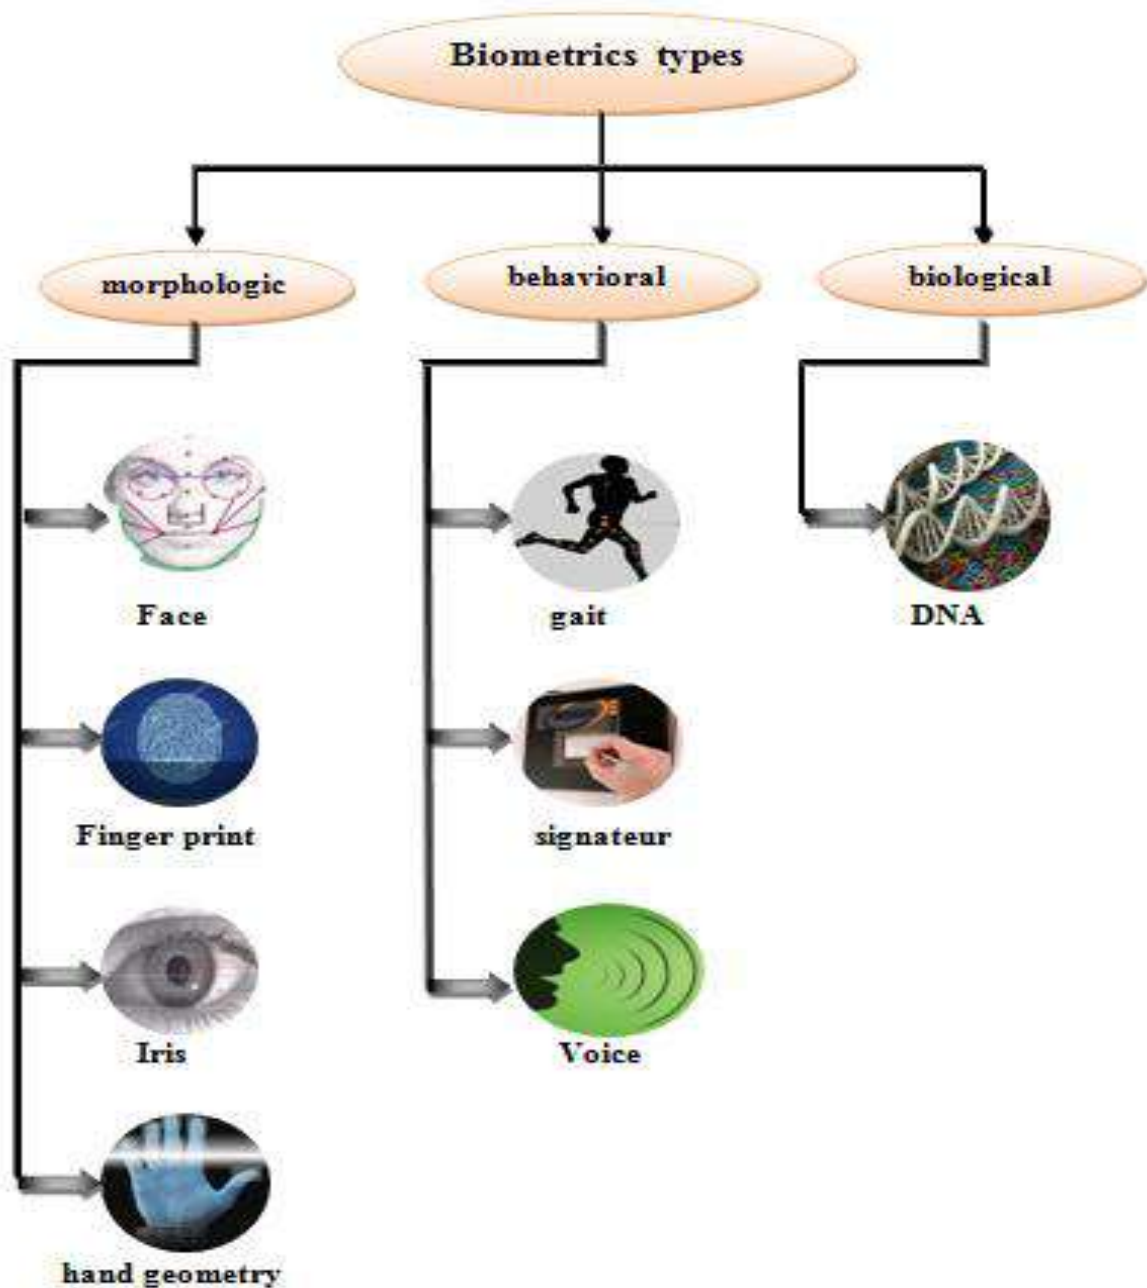 Biometrics types
morphologic
behavioral
biological
Face
gait
DNA
Finger print
signateur
Iris
Voice
hand geometry